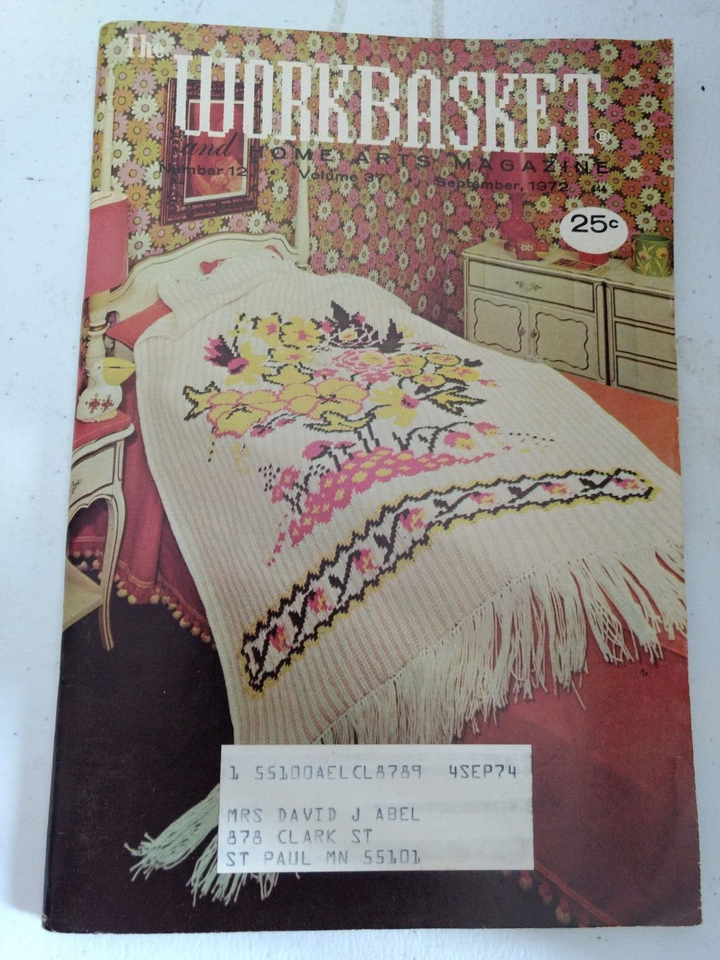 The
WORKBASKET®
and HOME ARTS MAGAZINE
Number 12 Volume 37 September, 1972
25c
1 55100AELCL8789 4SEP74
MRS DAVID J ABEL
878 CLARK ST
ST PAUL MN 55101